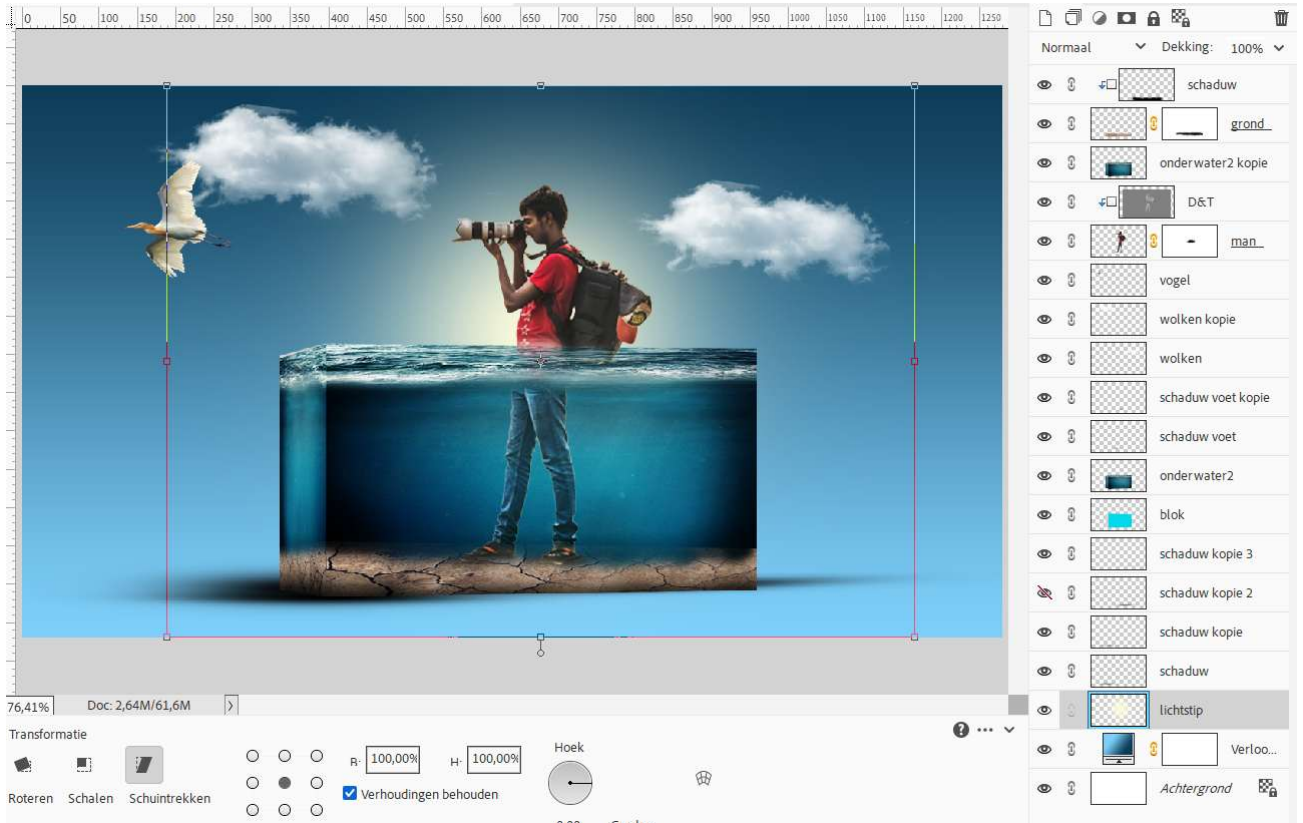 0 50 100 150 200 250 300 350 400 450 500 550 600 650 700 750 800 850 900 950 1000 1050 1100 1150 1200 1250
Normaal Dekking: 100%
schaduw
grond_
onderwater2 kopie
D&T
man_
vogel
wolken kopie
wolken
schaduw voet kopie
schaduw voet
onderwater2
blok
schaduw kopie 3
schaduw kopie 2
schaduw kopie
schaduw
lichtstip
Verloo...
Achtergrond
76,41% Doc: 2,64M/61,6M
Transformatie
Roteren Schalen Schuintrekken
B: 100,00% H: 100,00%
Verhoudingen behouden
Hoek